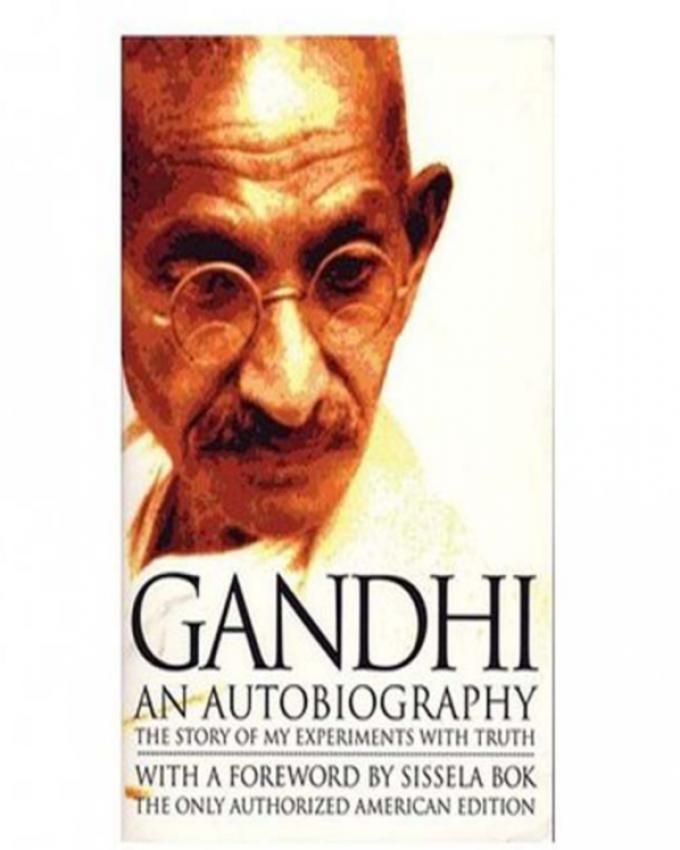 GANDHI
AN AUTOBIOGRAPHY
THE STORY OF MY EXPERIMENTS WITH TRUTH
WITH A FOREWORD BY SISSELA BOK
THE ONLY AUTHORIZED AMERICAN EDITION